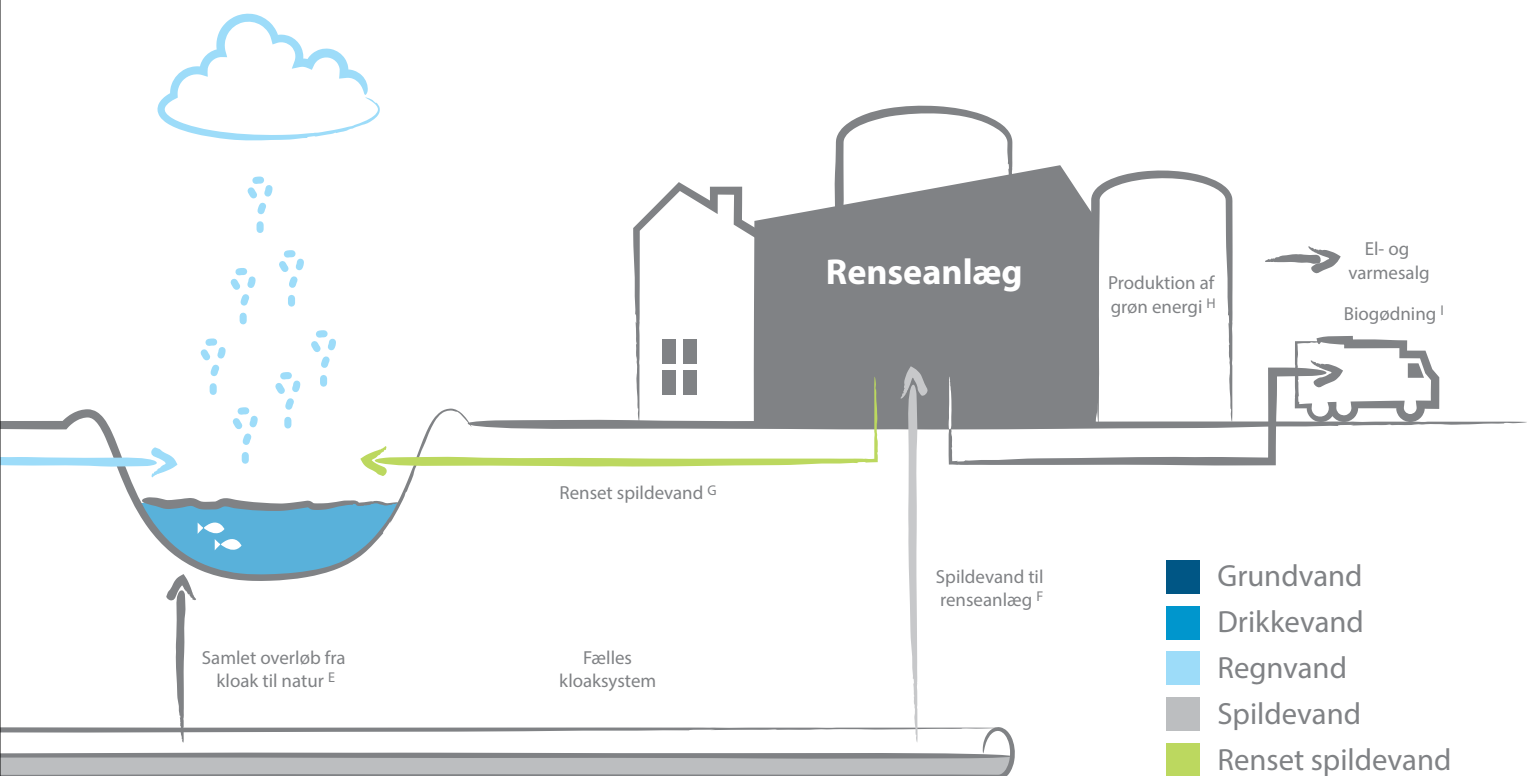 Renseanlæg
Produktion af
grøn energi H
El- og
varmesalg
Biogødning I
Renset spildevand G
Spildevand til
renseanlæg F
Samlet overløb fra
kloak til natur E
Fælles
kloaksystem
Grundvand
Drikkevand
Regnvand
Spildevand
Renset spildevand